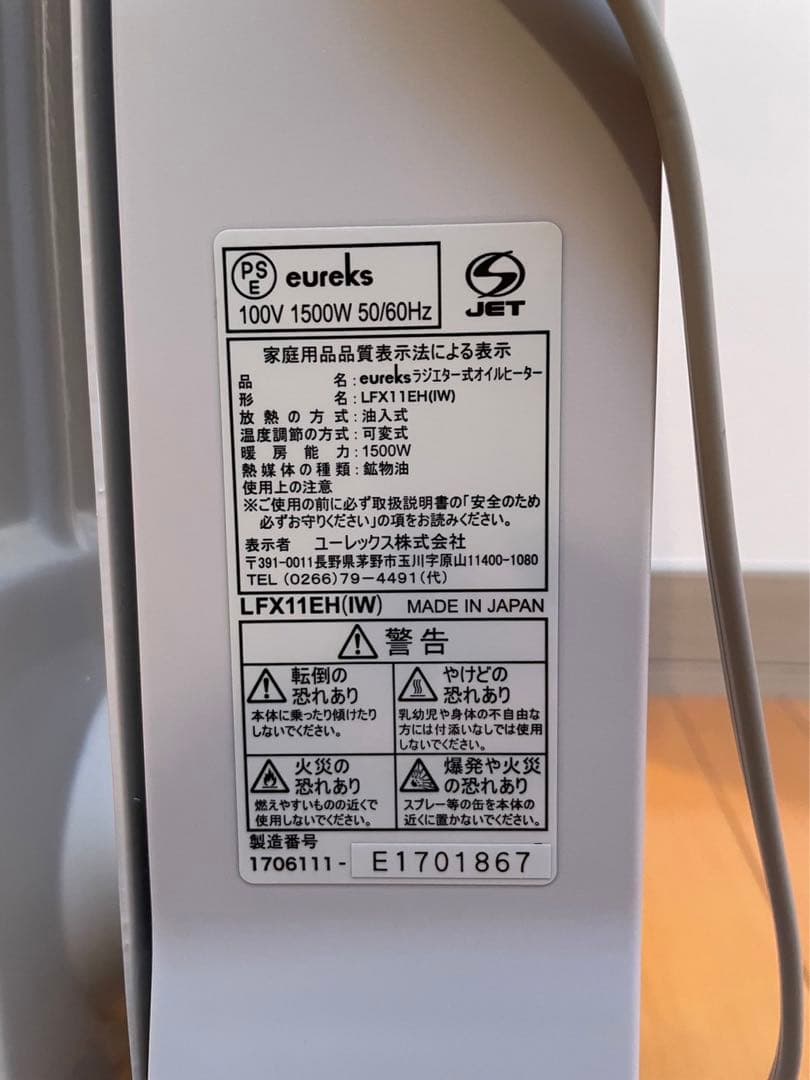 PSE eureks
100V 1500W 50/60Hz
JET
家庭用品品質表示法による表示
品 名:eureksラジエター式オイルヒーター
形 名:LFX11EH(IW)
放熱の方式:油入式
温度調節の方式:可変式
暖房能力:1500W
熱媒体の種類:鉱物油
使用上の注意
※ご使用の前に必ず取扱説明書の「安全のため
必ずお守りください」の項をお読みください。
表示者 ユーレックス株式会社
〒391-0011長野県茅野市玉川字原山11400-1080
TEL (0266)79-4491(代)
LFX11EH(IW) MADE IN JAPAN
警告
転倒の
恐れあり
本体に乗ったり傾けたり
しないでください。
やけどの
恐れあり
乳幼児や身体の不自由な
方には付添いなしでは使用
しないでください。
火災の
恐れあり
燃えやすいものの近くで
使用しないでください。
爆発や火災
の恐れあり
スプレー等の缶を本体の
近くに置かないでください。
製造番号
1706111- E1701867